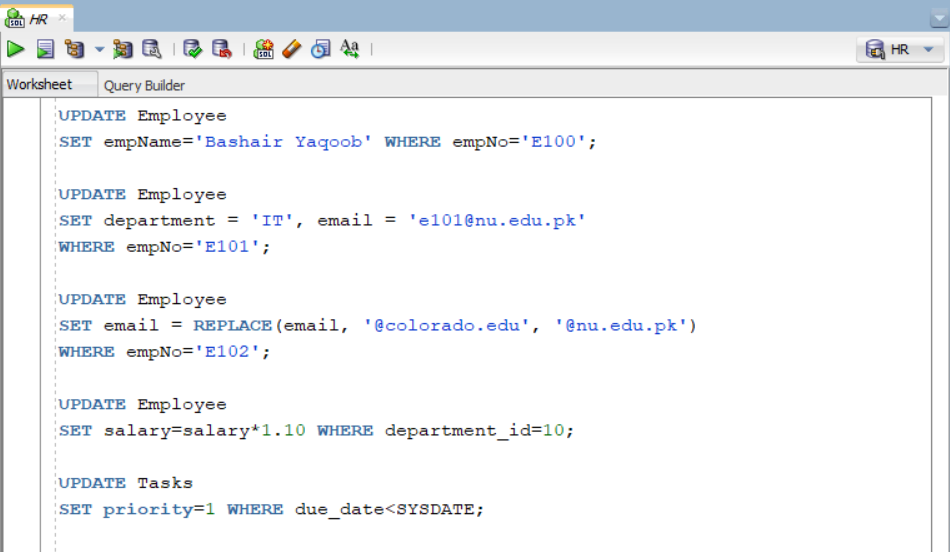 HR
HR
Worksheet Query Builder
UPDATE Employee
SET empName='Bashair Yaqoob' WHERE empNo='E100';
UPDATE Employee
SET department = 'IT', email = 'e101@nu.edu.pk'
WHERE empNo='E101';
UPDATE Employee
SET email = REPLACE(email, '@colorado.edu', '@nu.edu.pk')
WHERE empNo='E102';
UPDATE Employee
SET salary=salary*1.10 WHERE department_id=10;
UPDATE Tasks
SET priority=1 WHERE due_date<SYSDATE;